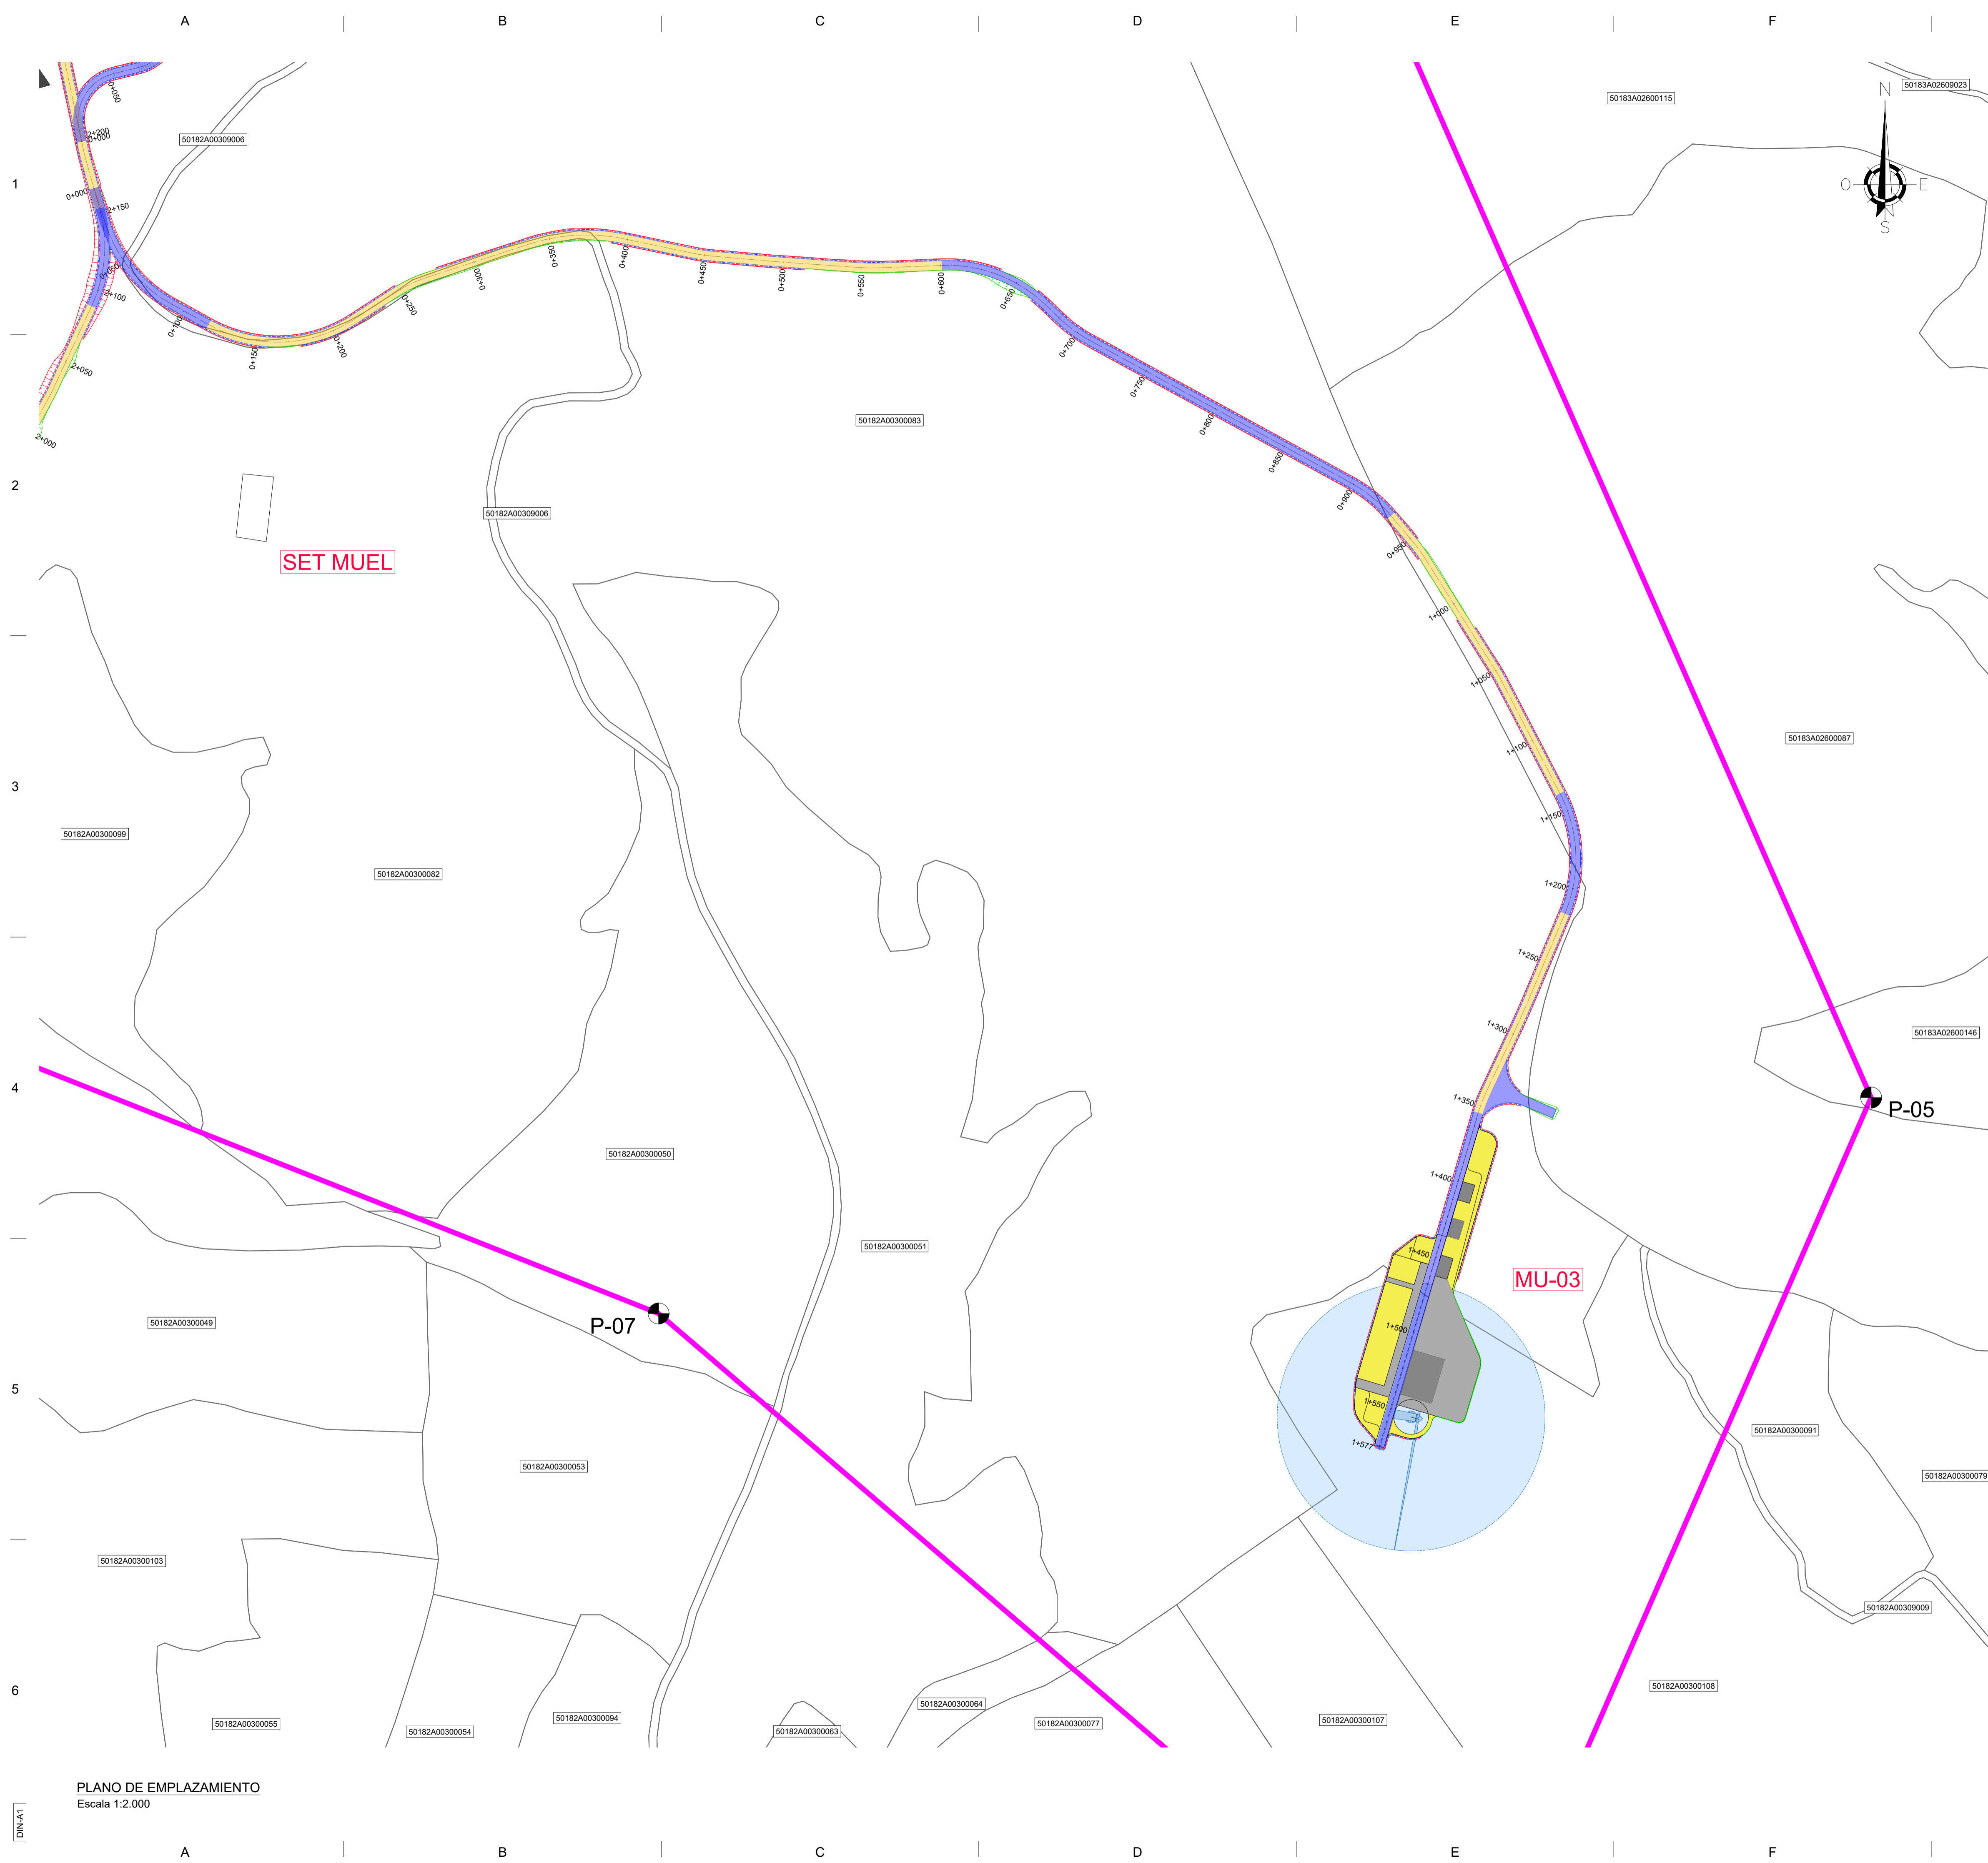 A B C D E F
50183A02609023
50183A02600115
N
O E
N
S
0+050
2+200
0+000
50182A00309006
1
0+000
2+150
0+050
2+100
0+100
0+150
0+200
0+250
0+300
0+350
0+400
0+450
0+500
0+550
0+600
0+650
0+700
0+750
0+800
0+850
0+900
0+950
1+000
1+050
1+100
1+150
1+200
1+250
1+300
1+350
1+400
1+450
1+500
1+550
1+577
2+050
2+000
50182A00300083
2
50182A00309006
SET MUEL
50183A02600087
3
50182A00300099
50182A00300082
50183A02600146
4
P-05
50182A00300050
50182A00300051
MU-03
P-07
50182A00300049
5
50182A00300091
50182A00300053
50182A00300079
50182A00300103
50182A00309009
6
50182A00300108
50182A00300064
50182A00300055
50182A00300054
50182A00300094
50182A00300063
50182A00300077
50182A00300107
PLANO DE EMPLAZAMIENTO
Escala 1:2.000
DIN-A1
A B C D E F